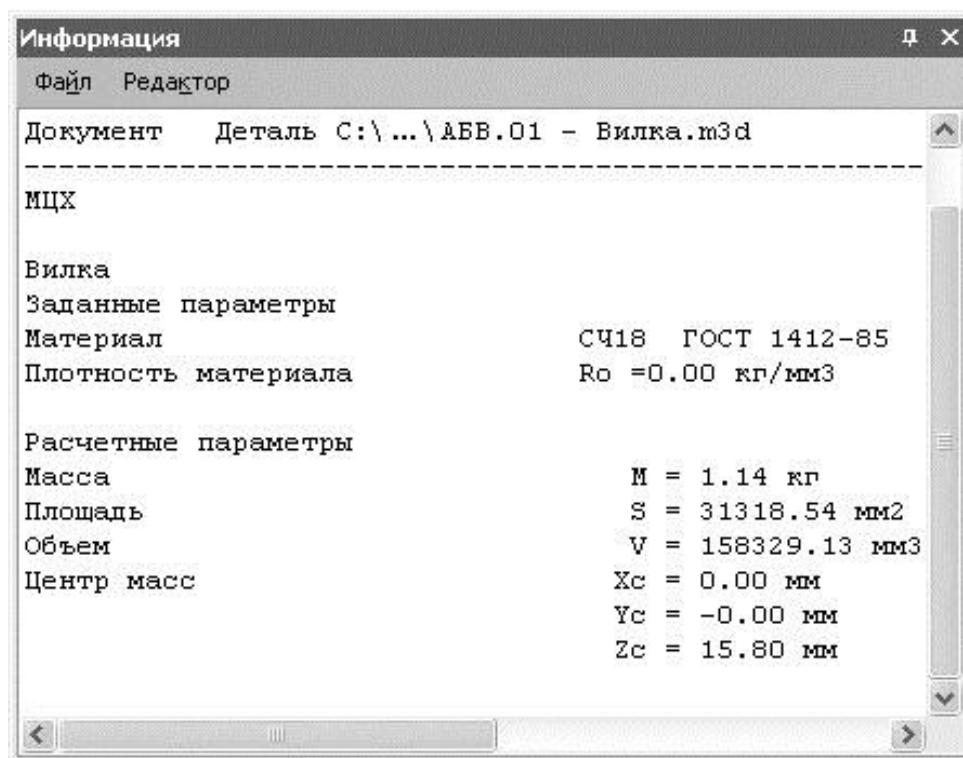 Информация
Файл Редактор
Документ Деталь C:\...\АБВ.01 - Вилка.m3d
------------------------------------------------------
МЦХ
Вилка
Заданные параметры
Материал СЧ18 ГОСТ 1412-85
Плотность материала Ro =0.00 кг/мм3
Расчетные параметры
Масса M = 1.14 кг
Площадь S = 31318.54 мм2
Объем V = 158329.13 мм3
Центр масс Xc = 0.00 мм
Yc = -0.00 мм
Zc = 15.80 мм